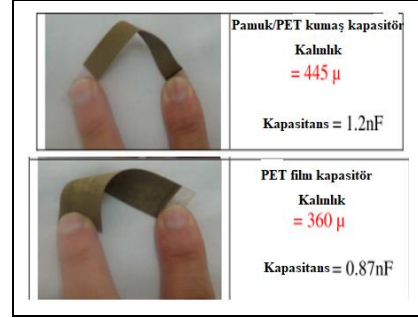 Pamuk/PET kumaş kapasitör
Kalınlık
= 445 µ
Kapasitans = 1.2nF
PET film kapasitör
Kalınlık
= 360 µ
Kapasitans = 0.87nF